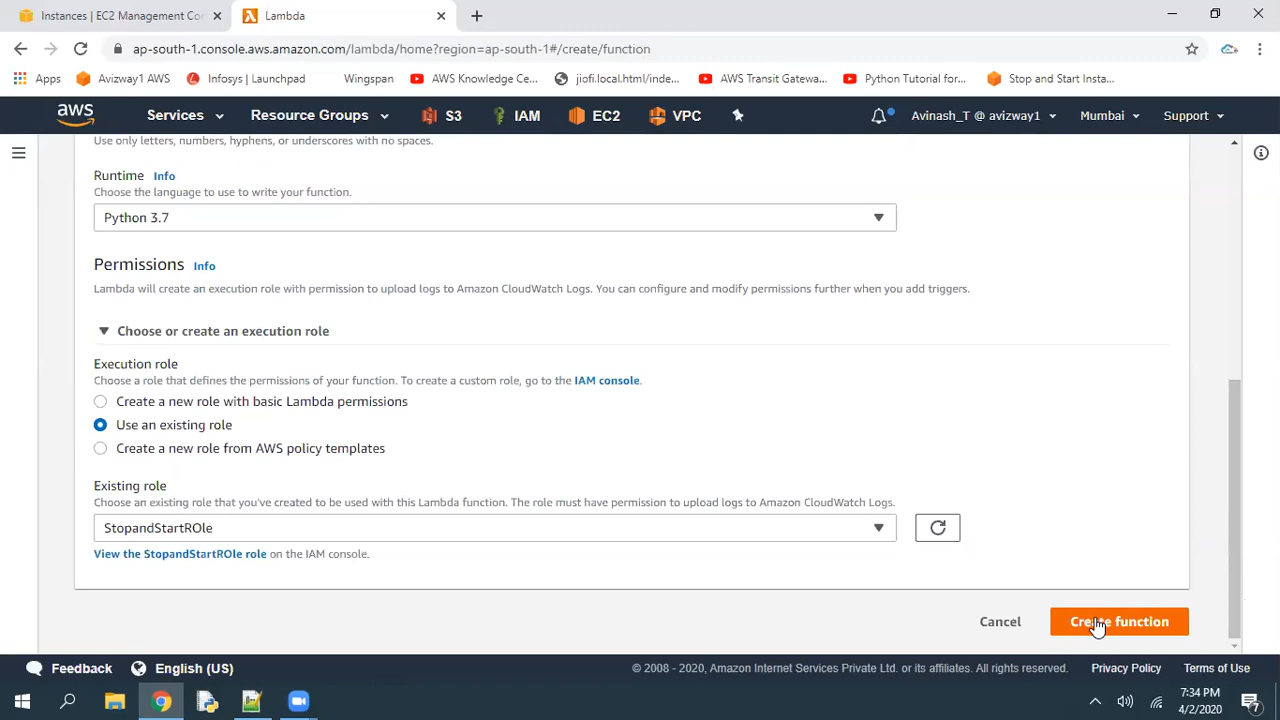 Instances | EC2 Management Con
Lambda
ap-south-1.console.aws.amazon.com/lambda/home?region=ap-south-1#/create/function
Apps
Avizway1 AWS
Infosys | Launchpad
Wingspan
AWS Knowledge Ce...
jiofi.local.html/inde...
AWS Transit Gatewa...
Python Tutorial for...
Stop and Start Insta...
aws
Services
Resource Groups
S3
IAM
EC2
VPC
Avinash_T @ avizway1
Mumbai
Support
Use only letters, numbers, hyphens, or underscores with no spaces.
Runtime Info
Choose the language to use to write your function.
Python 3.7
Permissions Info
Lambda will create an execution role with permission to upload logs to Amazon CloudWatch Logs. You can configure and modify permissions further when you add triggers.
Choose or create an execution role
Execution role
Choose a role that defines the permissions of your function. To create a custom role, go to the IAM console.
Create a new role with basic Lambda permissions
Use an existing role
Create a new role from AWS policy templates
Existing role
Choose an existing role that you've created to be used with this Lambda function. The role must have permission to upload logs to Amazon CloudWatch Logs.
StopandStartROle
View the StopandStartROle role on the IAM console.
Cancel
Create function
Feedback
English (US)
© 2008 - 2020, Amazon Internet Services Private Ltd. or its affiliates. All rights reserved.
Privacy Policy
Terms of Use
7:34 PM
4/2/2020
7